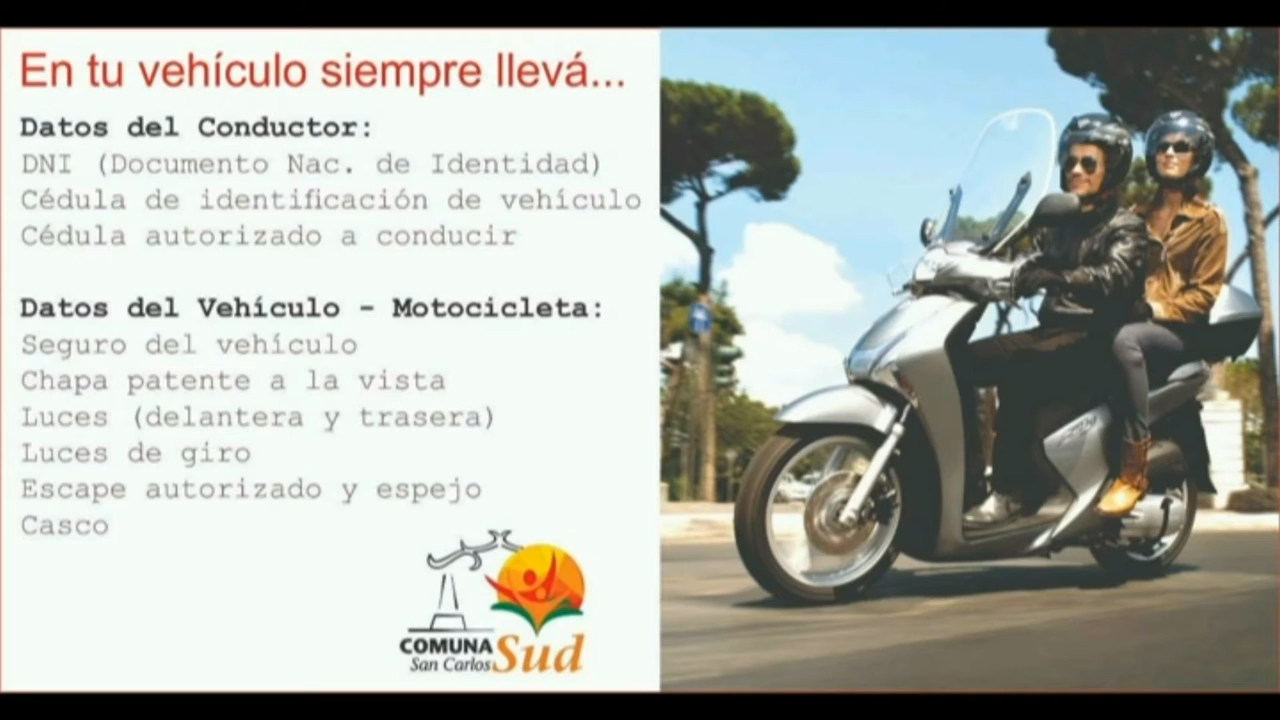 En tu vehículo siempre llevá...
Datos del Conductor:
DNI (Documento Nac. de Identidad)
Cédula de identificación de vehículo
Cédula autorizado a conducir
Datos del Vehículo - Motocicleta:
Seguro del vehículo
Chapa patente a la vista
Luces (delantera y trasera)
Luces de giro
Escape autorizado y espejo
Casco
COMUNA
San Carlos Sud